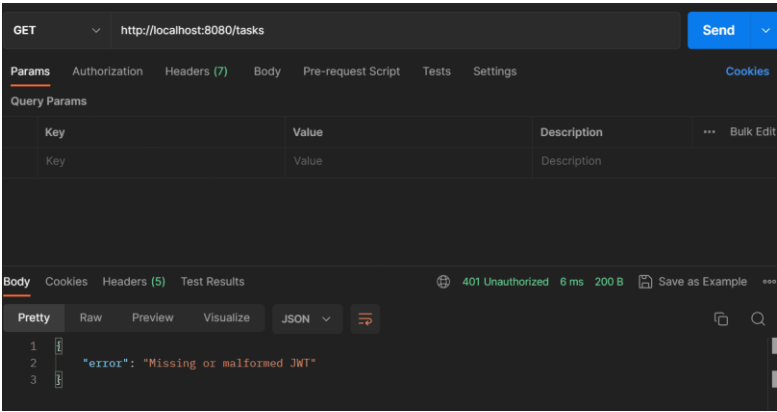 GET http://localhost:8080/tasks Send
Params Authorization Headers (7) Body Pre-request Script Tests Settings Cookies
Query Params
Key Value Description ••• Bulk Edit
Key Value Description
Body Cookies Headers (5) Test Results 401 Unauthorized 6 ms 200 B Save as Example •••
Pretty Raw Preview Visualize JSON
1 {
2 "error": "Missing or malformed JWT"
3 }